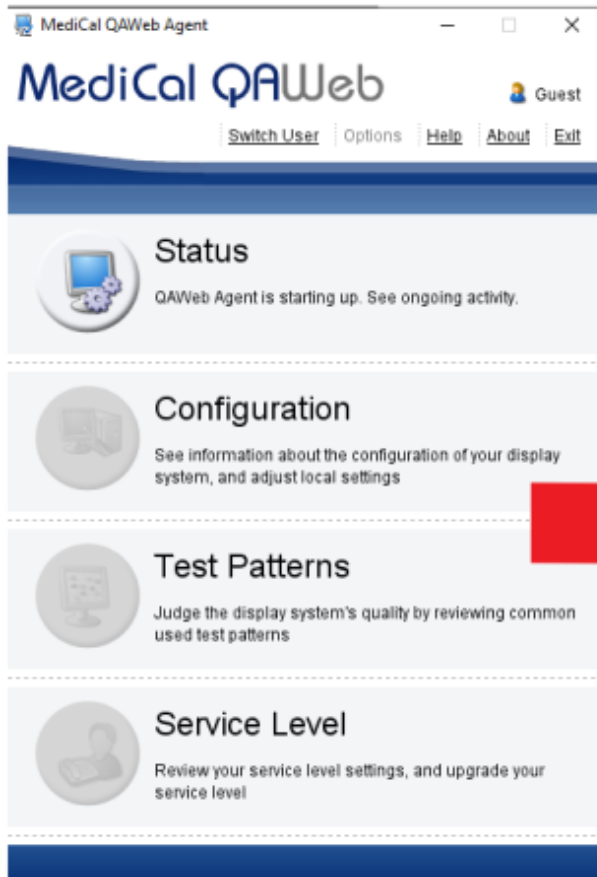 MediCal QAWeb Agent
MediCal QAWeb
Guest
Switch User Options Help About Exit
Status
QAWeb Agent is starting up. See ongoing activity.
Configuration
See information about the configuration of your display
system, and adjust local settings
Test Patterns
Judge the display system's quality by reviewing common
used test patterns
Service Level
Review your service level settings, and upgrade your
service level